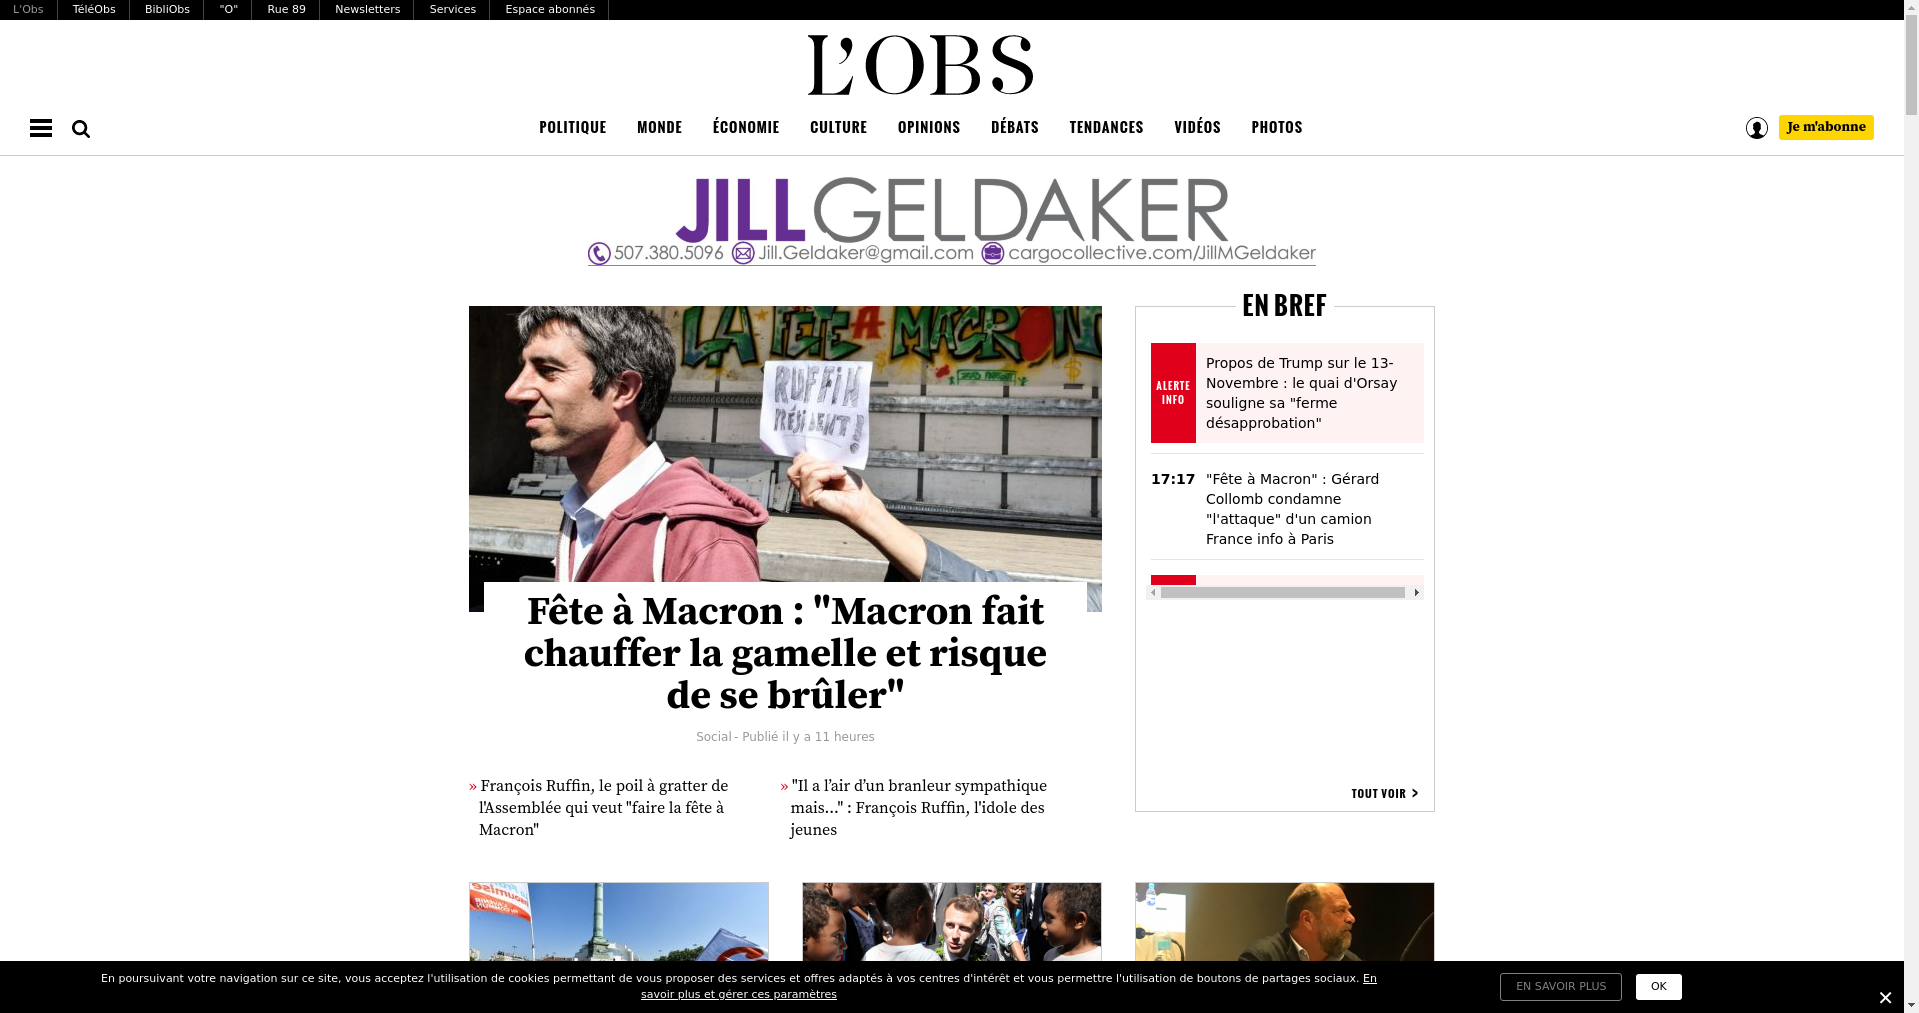 L'Obs
TéléObs
BibliObs
"O"
Rue 89
Newsletters
Services
Espace abonnés
L'OBS
POLITIQUE
MONDE
ÉCONOMIE
CULTURE
OPINIONS
DÉBATS
TENDANCES
VIDÉOS
PHOTOS
Je m'abonne
JILL GELDAKER
507.380.5096 Jill.Geldaker@gmail.com cargocollective.com/JillMGeldaker
LA FÊTE A MACRON
RUFFIN
PRÉSIDENT!
Fête à Macron : "Macron fait
chauffer la gamelle et risque
de se brûler"
Social - Publié il y a 11 heures
» François Ruffin, le poil à gratter de
l'Assemblée qui veut "faire la fête à
Macron"
» "Il a l’air d’un branleur sympathique
mais..." : François Ruffin, l'idole des
jeunes
EN BREF
ALERTE
INFO
Propos de Trump sur le 13-
Novembre : le quai d'Orsay
souligne sa "ferme
désapprobation"
17:17
"Fête à Macron" : Gérard
Collomb condamne
"l'attaque" d'un camion
France info à Paris
TOUT VOIR >
En poursuivant votre navigation sur ce site, vous acceptez l'utilisation de cookies permettant de vous proposer des services et offres adaptés à vos centres d'intérêt et vous permettre l'utilisation de boutons de partages sociaux. En
savoir plus et gérer ces paramètres
EN SAVOIR PLUS
OK